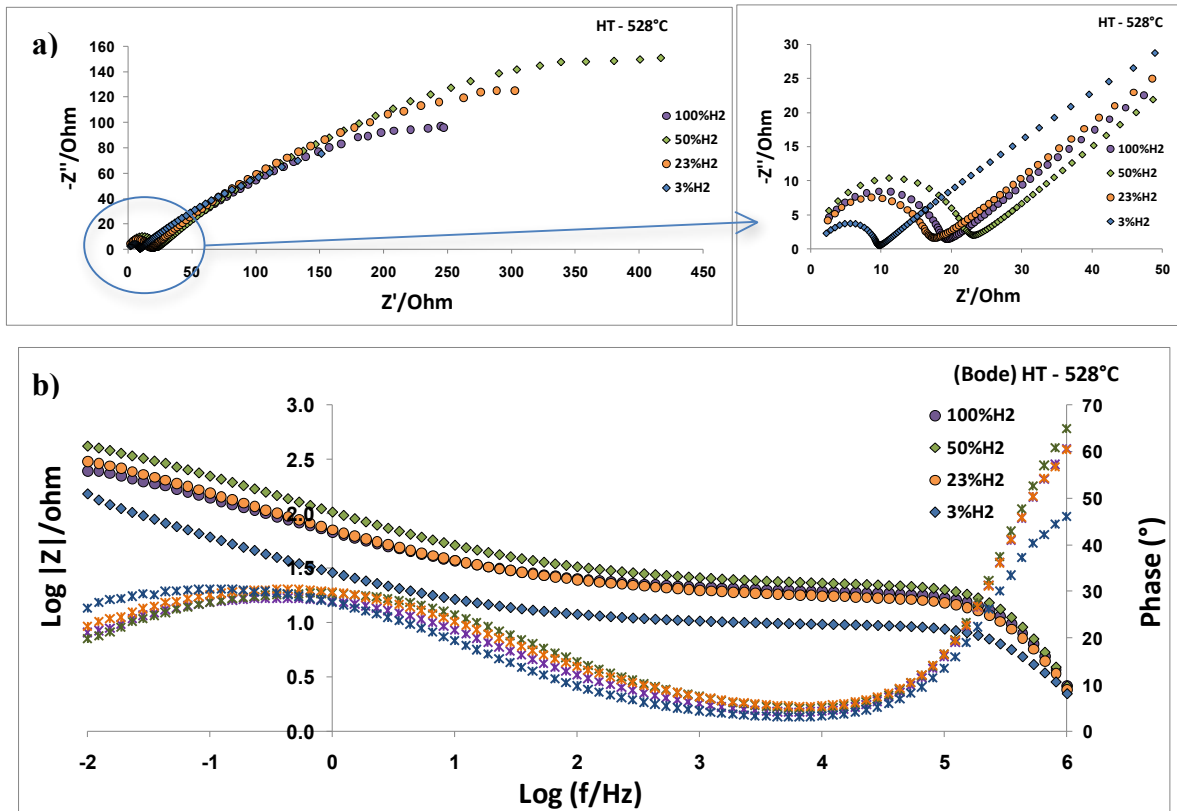 a)
HT - 528°C
-Z''/Ohm
160
140
120
100
80
60
40
20
0
0
50
100
150
200
250
300
350
400
450
Z'/Ohm
100%H2
50%H2
23%H2
3%H2
HT - 528°C
-Z''/Ohm
30
25
20
15
10
5
0
0
10
20
30
40
50
Z'/Ohm
100%H2
50%H2
23%H2
3%H2
b)
(Bode) HT - 528°C
Log |Z|/ohm
3.0
2.5
2.0
1.5
1.0
0.5
0.0
100%H2
50%H2
23%H2
3%H2
70
60
50
40
30
20
10
0
Phase (°)
-2
-1
0
1
2
3
4
5
6
Log (f/Hz)